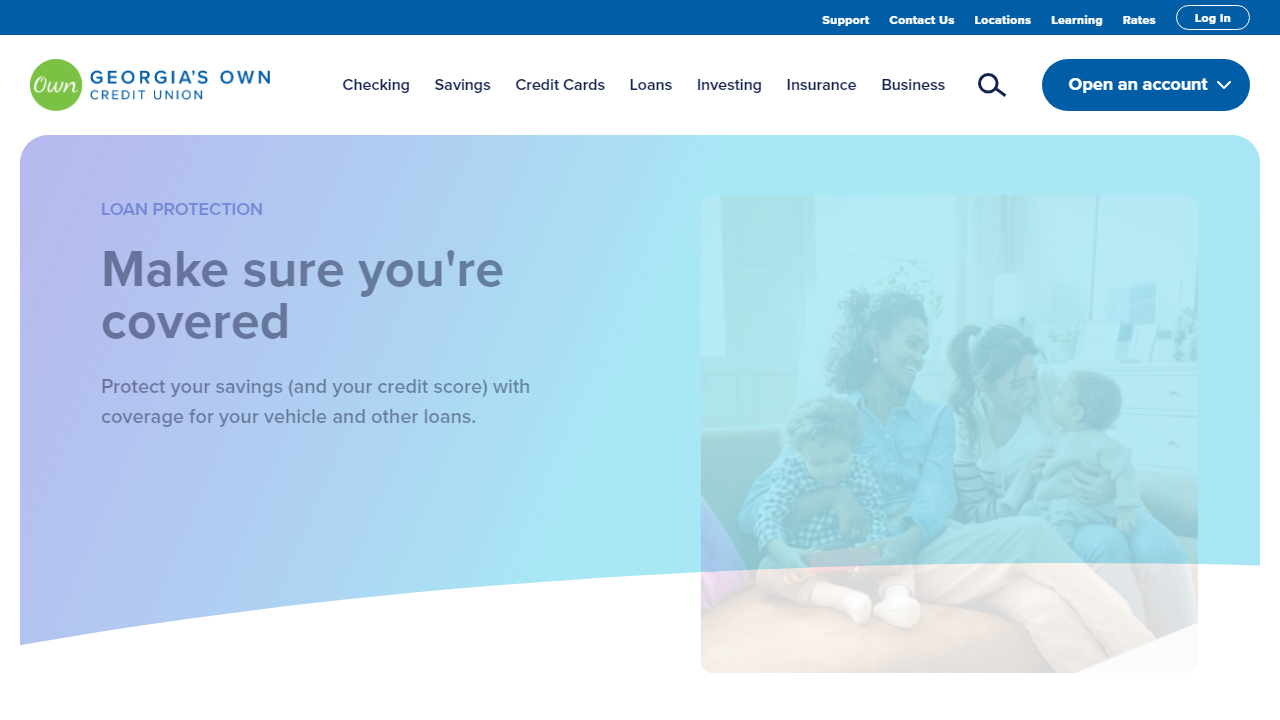 Support Contact Us Locations Learning Rates Log In
Own GEORGIA'S OWN
CREDIT UNION
Checking Savings Credit Cards Loans Investing Insurance Business
Open an account
LOAN PROTECTION
Make sure you're
covered
Protect your savings (and your credit score) with
coverage for your vehicle and other loans.